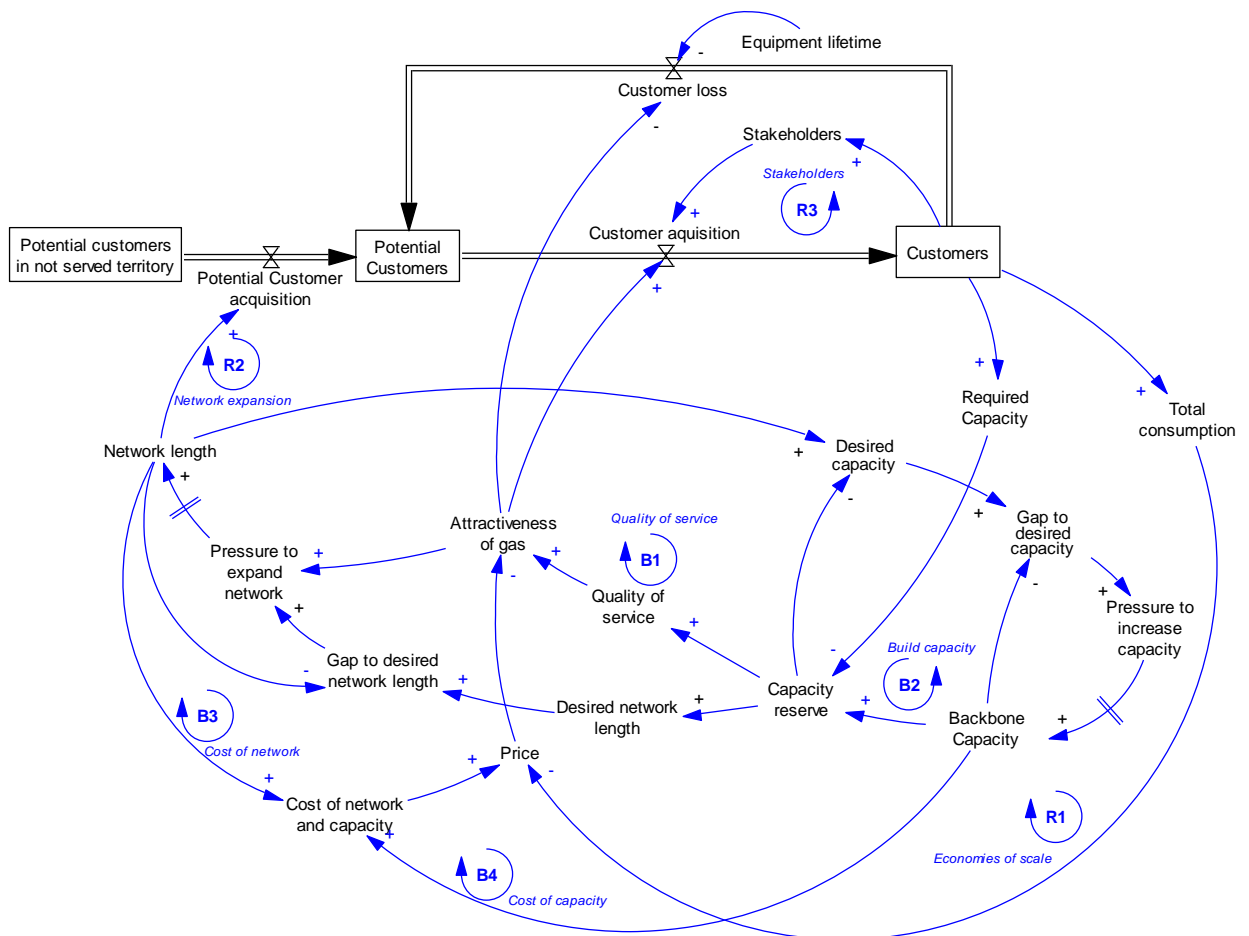 Equipment lifetime
-
Customer loss
-
Stakeholders
+
Stakeholders
R3
+
Customer aquisition
+
Potential customers
in not served territory
Potential
Customers
Customers
Potential Customer
acquisition
+
R2
Network expansion
+
Required
Capacity
+
Total
consumption
Network length
+
+
Desired
capacity
-
+
Gap to
desired
capacity
-
Attractiveness
of gas
+
-
Quality of service
B1
Pressure to
expand
network
+
+
Quality of
service
+
+
Pressure to
increase
capacity
Build capacity
B2
-
Gap to desired
network length
-
+
Desired network
length
+
Capacity
reserve
+
Backbone
Capacity
+
B3
Cost of network
Price
+
-
+
Cost of network
and capacity
+
R1
Economies of scale
B4
Cost of capacity